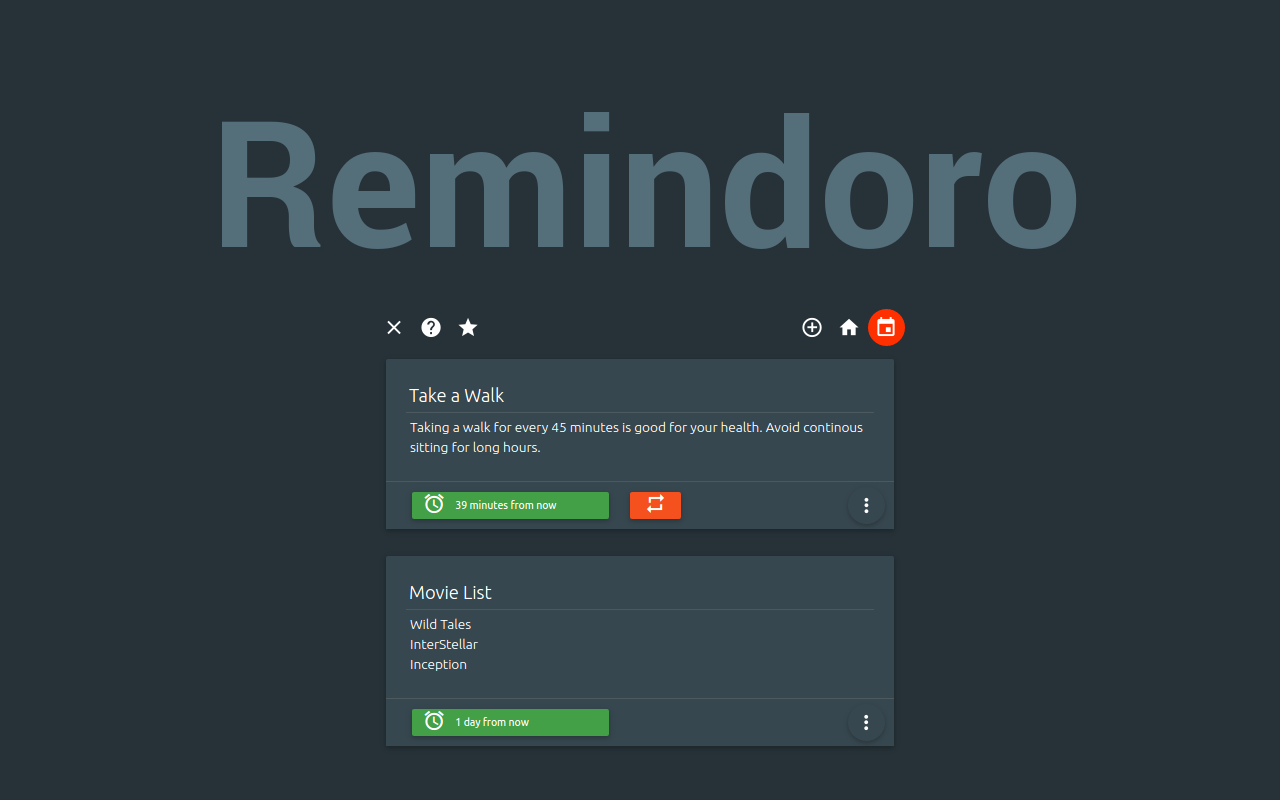 Remindoro
Take a Walk
Taking a walk for every 45 minutes is good for your health. Avoid continous
sitting for long hours.
39 minutes from now
Movie List
Wild Tales
InterStellar
Inception
1 day from now